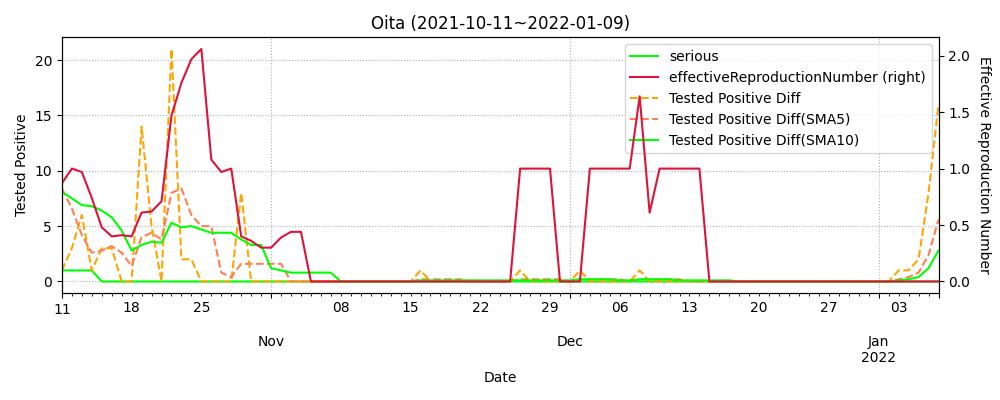 Oita (2021-10-11~2022-01-09)
Tested Positive
20
15
10
5
0
serious
effectiveReproductionNumber (right)
Tested Positive Diff
Tested Positive Diff(SMA5)
Tested Positive Diff(SMA10)
2.0
1.5
1.0
0.5
0.0
Effective Reproduction Number
11 18 25 08 15 22 29 06 13 20 27 03
Nov Dec Jan
2022
Date